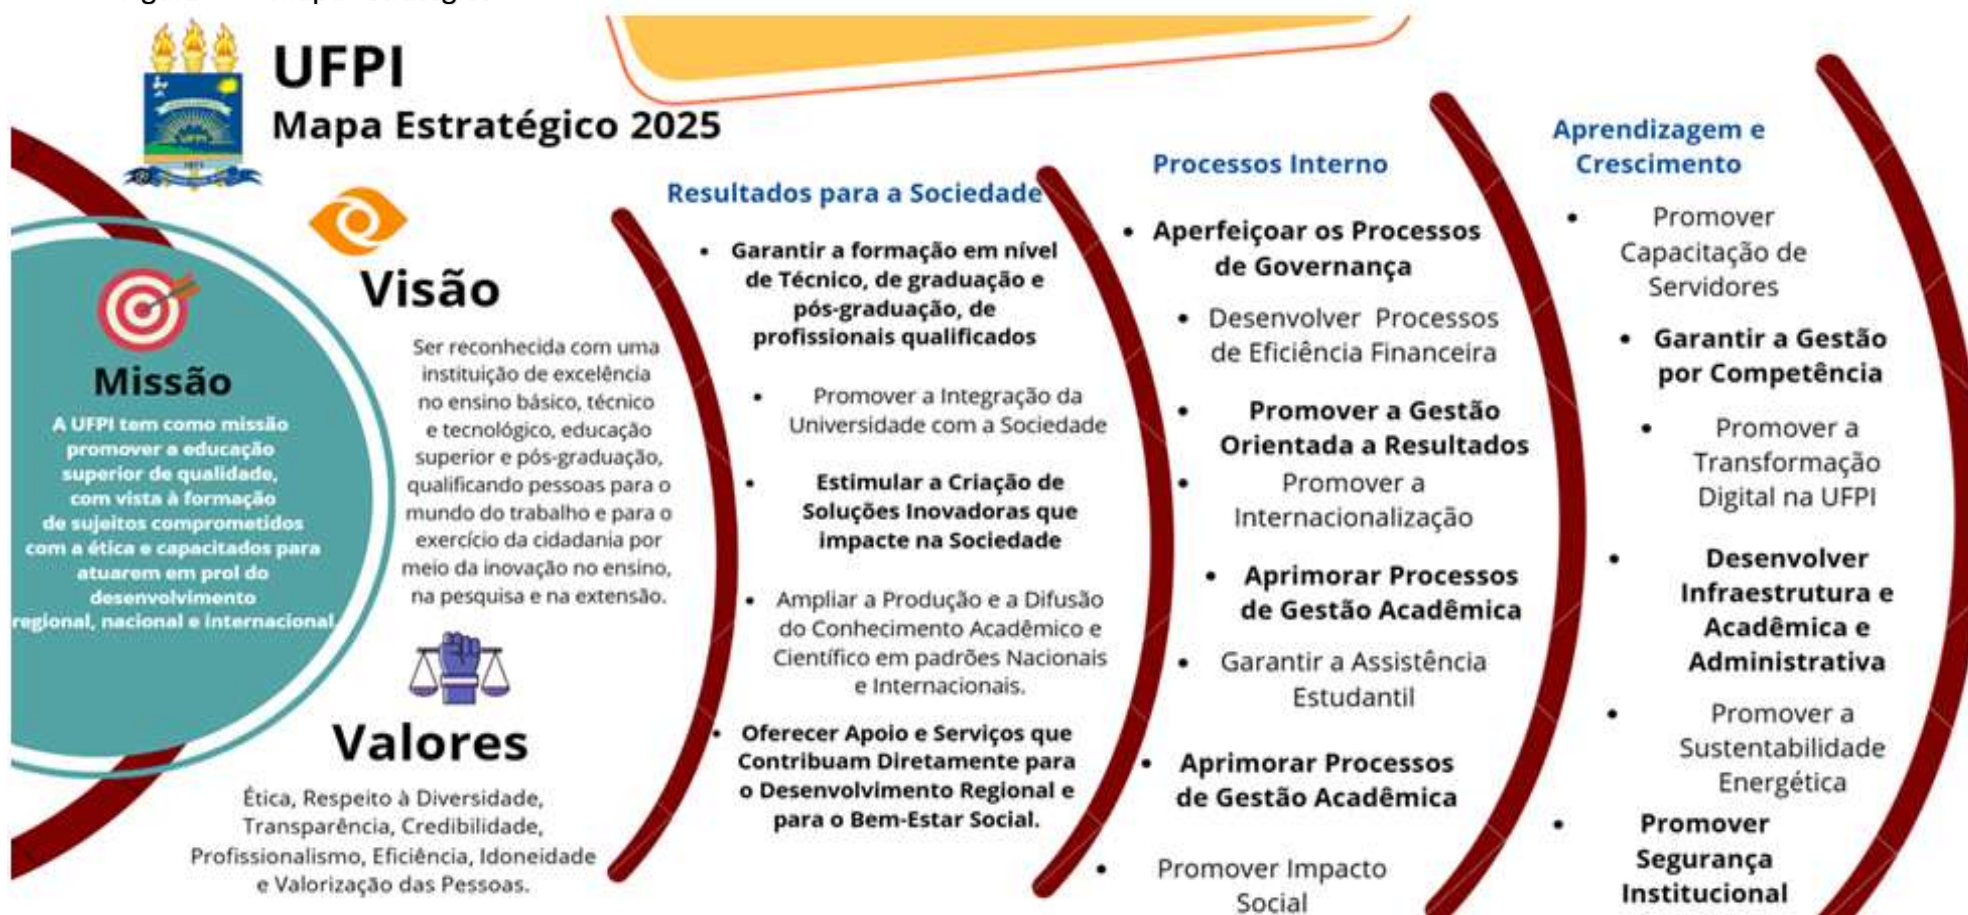 UFPI
Mapa Estratégico 2025
Missão
A UFPI tem como missão
promover a educação
superior de qualidade,
com vista à formação
de sujeitos comprometidos
com a ética e capacitados para
atuarem em prol do
desenvolvimento
regional, nacional e internacional
Visão
Ser reconhecida com uma
instituição de excelência
no ensino básico, técnico
e tecnológico, educação
superior e pós-graduação,
qualificando pessoas para o
mundo do trabalho e para o
exercício da cidadania por
meio da inovação no ensino,
na pesquisa e na extensão.
Valores
Ética, Respeito à Diversidade,
Transparência, Credibilidade,
Profissionalismo, Eficiência, Idoneidade
e Valorização das Pessoas.
Resultados para a Sociedade
• Garantir a formação em nível
de Técnico, de graduação e
pós-graduação, de
profissionais qualificados
• Promover a Integração da
Universidade com a Sociedade
• Estimular a Criação de
Soluções Inovadoras que
impacte na Sociedade
• Ampliar a Produção e a Difusão
do Conhecimento Acadêmico e
Científico em padrões Nacionais
e Internacionais.
• Oferecer Apoio e Serviços que
Contribuam Diretamente para
o Desenvolvimento Regional e
para o Bem-Estar Social.
Processos Interno
• Aperfeiçoar os Processos
de Governança
• Desenvolver Processos
de Eficiência Financeira
• Promover a Gestão
Orientada a Resultados
• Promover a
Internacionalização
• Aprimorar Processos
de Gestão Acadêmica
• Garantir a Assistência
Estudantil
• Aprimorar Processos
de Gestão Acadêmica
• Promover Impacto
Social
Aprendizagem e
Crescimento
• Promover
Capacitação de
Servidores
• Garantir a Gestão
por Competência
• Promover a
Transformação
Digital na UFPI
• Desenvolver
Infraestrutura e
Acadêmica e
Administrativa
• Promover a
Sustentabilidade
Energética
• Promover
Segurança
Institucional